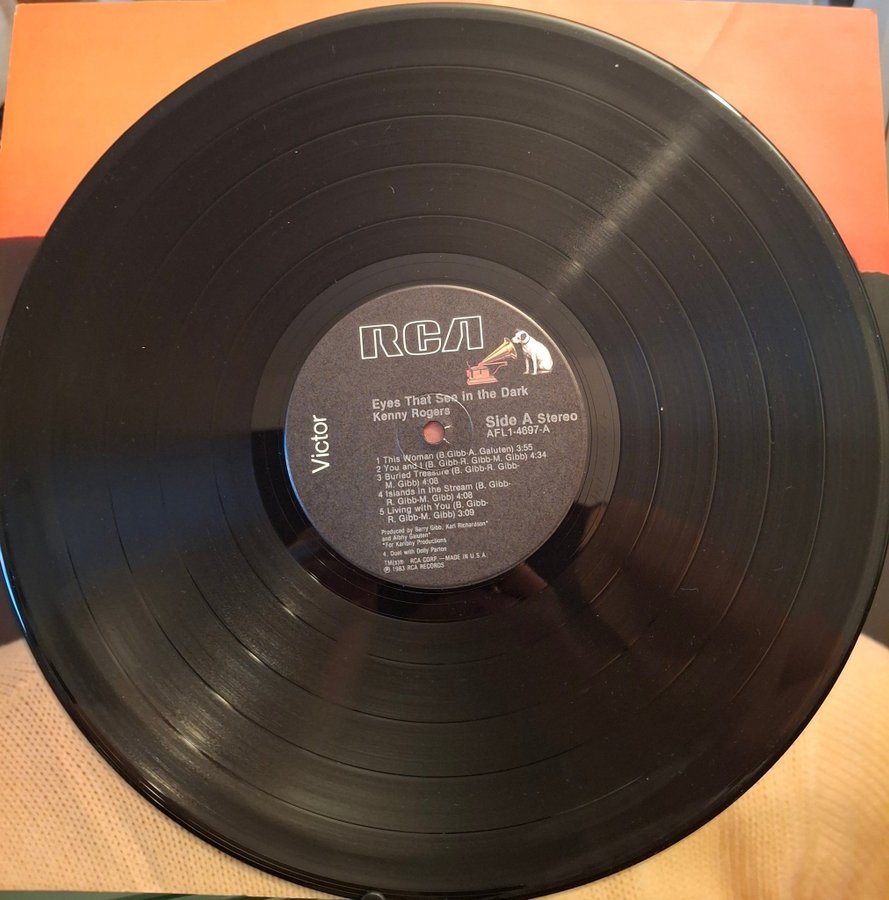 RCA
Victor
Eyes That See in the Dark
Kenny Rogers
Side A Stereo
AFL1-4697-A
1 This Woman (B.Gibb-A. Galuten) 3:55
2 You and I (B. Gibb-R. Gibb-M. Gibb) 4:34
3 Buried Treasure (B. Gibb-R. Gibb-
M. Gibb) 4:08
4 Islands in the Stream (B. Gibb-
R. Gibb-M. Gibb) 4:08
5 Living with You (B. Gibb-
R. Gibb-M. Gibb) 3:09
Produced by Barry Gibb, Karl Richardson*
and Albhy Galuten*
*For Karlbhy Productions
4. Duet with Dolly Parton
TM(s)® RCA CORP.—MADE IN U.S.A.
℗ 1983 RCA RECORDS